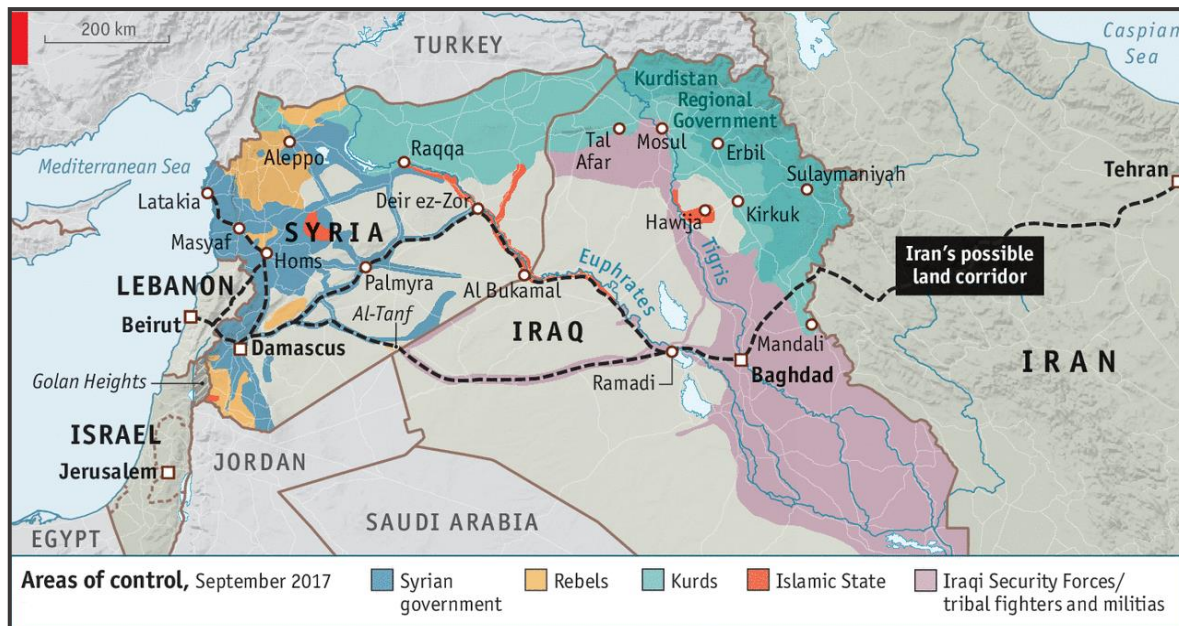 200 km
TURKEY
Caspian
Sea
Kurdistan
Regional
Government
Mediterranean Sea
Aleppo
Raqqa
Tal
Afar
Mosul
Erbil
Sulaymaniyah
Tehran
Latakia
Deir ez-Zor
Hawija
Kirkuk
Masyaf
SYRIA
Homs
Tigris
Iran's possible
land corridor
LEBANON
Palmyra
Euphrates
Al Bukamal
Beirut
Al-Tanf
IRAQ
Damascus
Mandali
IRAN
Golan Heights
Ramadi
Baghdad
ISRAEL
Jerusalem
JORDAN
SAUDI ARABIA
EGYPT
Areas of control, September 2017
Syrian
government
Rebels
Kurds
Islamic State
Iraqi Security Forces/
tribal fighters and militias